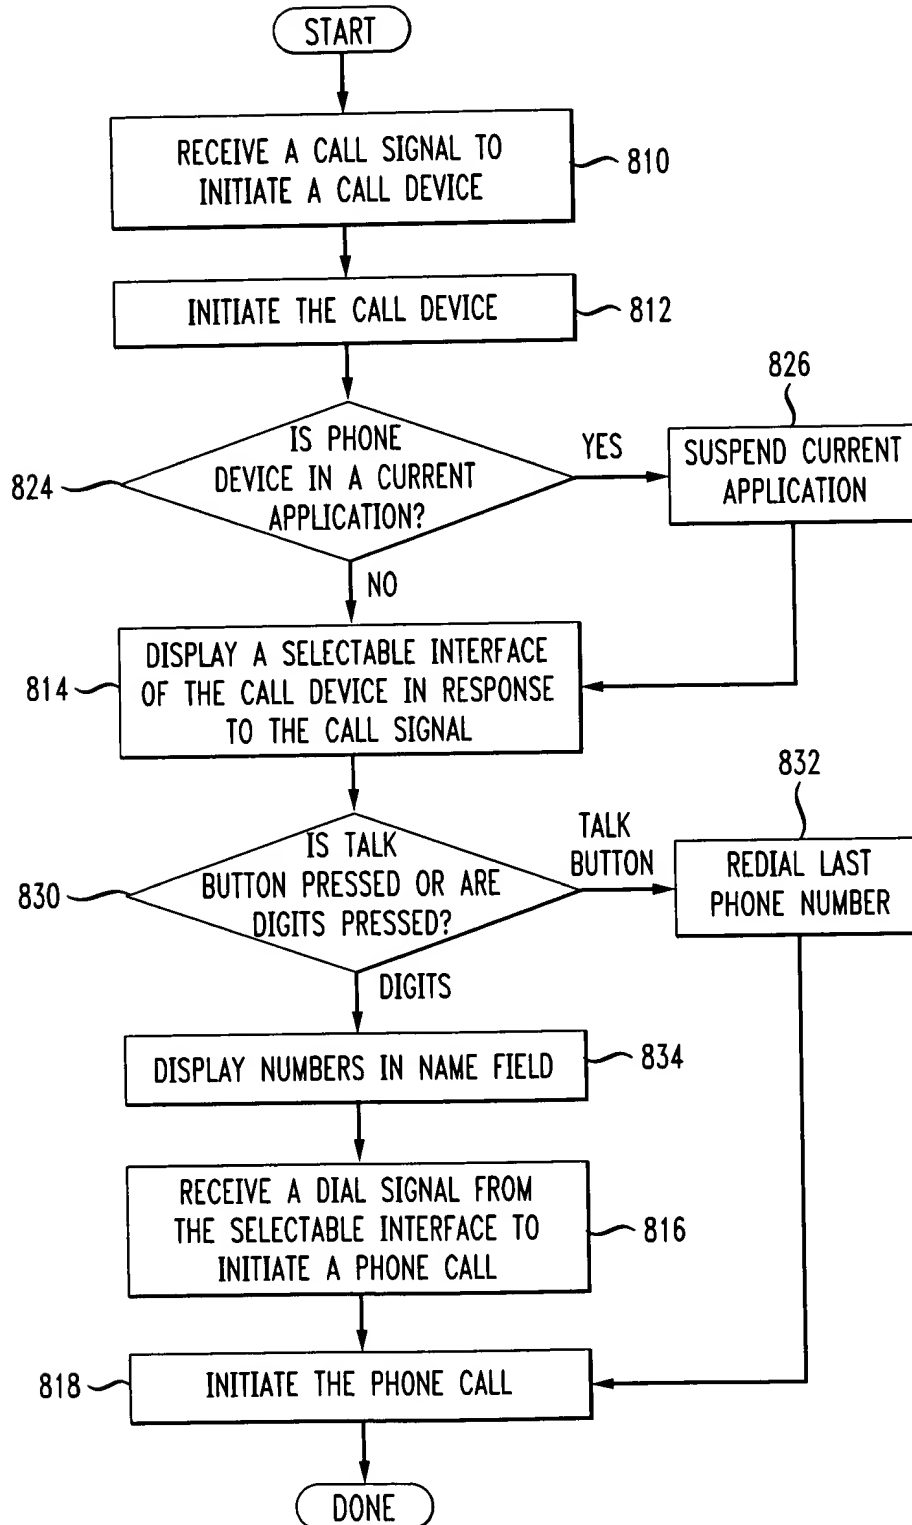 START
RECEIVE A CALL SIGNAL TO
INITIATE A CALL DEVICE
810
INITIATE THE CALL DEVICE
812
826
IS PHONE
DEVICE IN A CURRENT
APPLICATION?
824
YES
SUSPEND CURRENT
APPLICATION
NO
DISPLAY A SELECTABLE INTERFACE
OF THE CALL DEVICE IN RESPONSE
TO THE CALL SIGNAL
814
832
IS TALK
BUTTON PRESSED OR ARE
DIGITS PRESSED?
830
TALK
BUTTON
REDIAL LAST
PHONE NUMBER
DIGITS
DISPLAY NUMBERS IN NAME FIELD
834
RECEIVE A DIAL SIGNAL FROM
THE SELECTABLE INTERFACE TO
INITIATE A PHONE CALL
816
818
INITIATE THE PHONE CALL
DONE